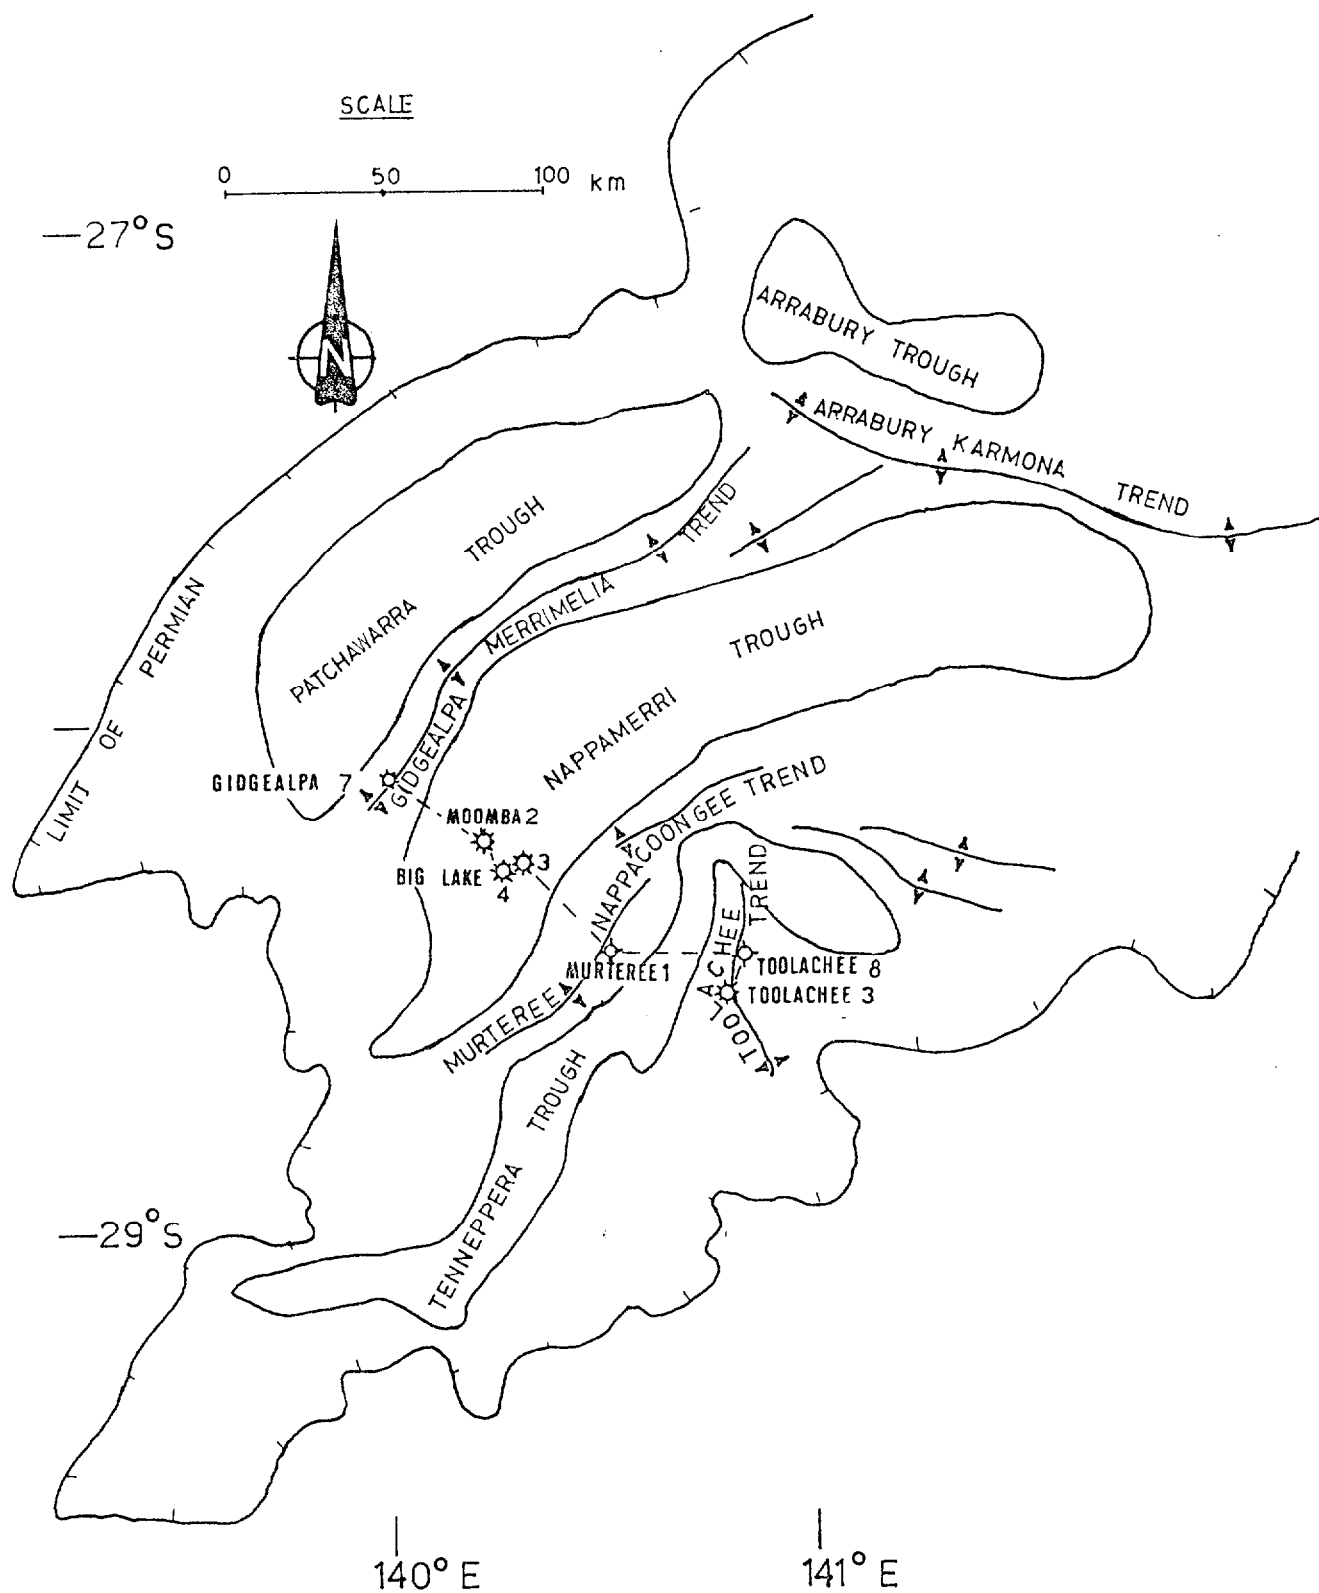 SCALE
0 50 100 km
—27°S
N
ARRABURY TROUGH
ARRABURY KARMONA TREND
PATCHAWARRA TROUGH
GIDGEALPA MERRIMELIA TREND
NAPPAMERRI TROUGH
LIMIT OF PERMIAN
GIDGEALPA 7
MOOMBA 2
BIG LAKE 3
4
MURTEREE/NAPPACOONGEE TREND
MURTEREE 1
TOOLACHEE TREND
TOOLACHEE 8
TOOLACHEE 3
TENNEPPERA TROUGH
—29°S
140°E 141°E